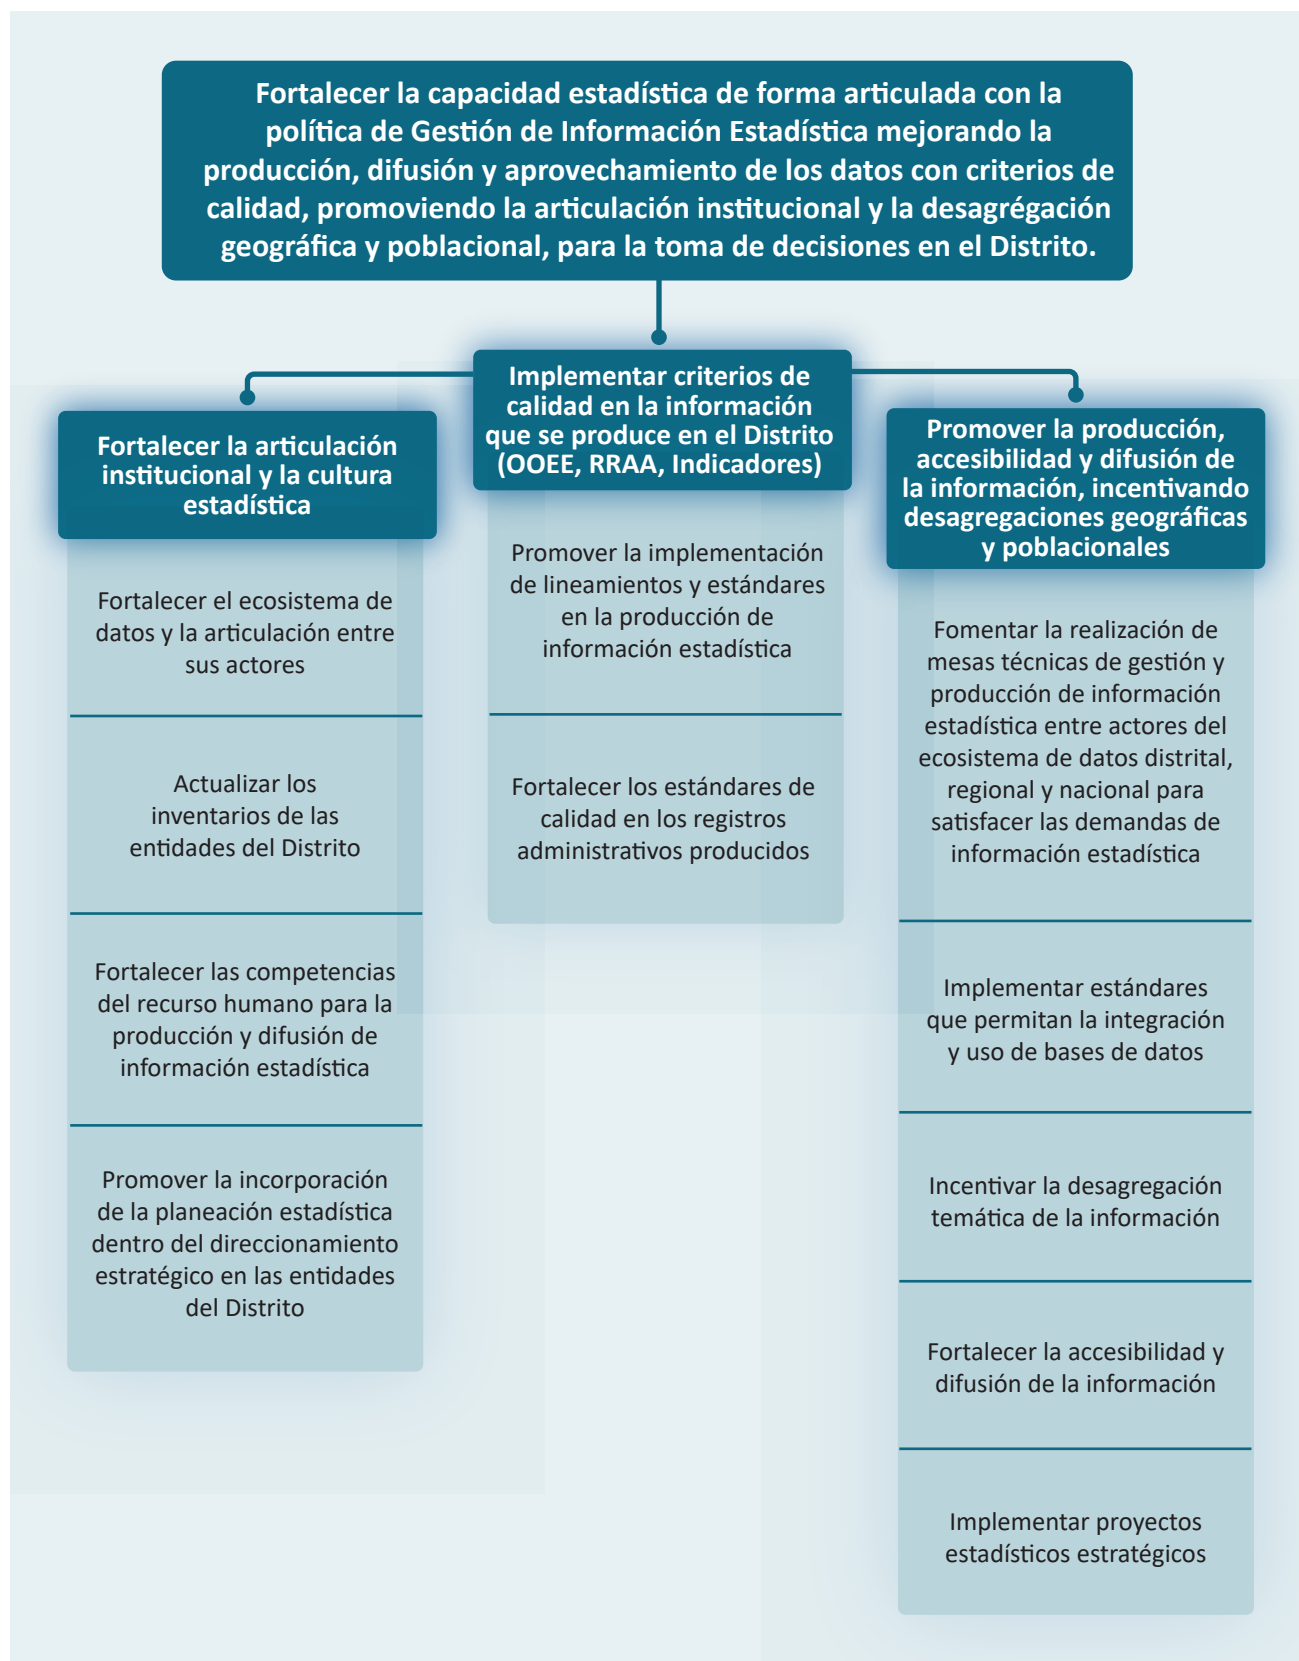 Fortalecer la capacidad estadística de forma articulada con la
política de Gestión de Información Estadística mejorando la
producción, difusión y aprovechamiento de los datos con criterios de
calidad, promoviendo la articulación institucional y la desagrégación
geográfica y poblacional, para la toma de decisiones en el Distrito.
Fortalecer la articulación
institucional y la cultura
estadística
Fortalecer el ecosistema de
datos y la articulación entre
sus actores
Actualizar los
inventarios de las
entidades del Distrito
Fortalecer las competencias
del recurso humano para la
producción y difusión de
información estadística
Promover la incorporación
de la planeación estadística
dentro del direccionamiento
estratégico en las entidades
del Distrito
Implementar criterios de
calidad en la información
que se produce en el Distrito
(OOEE, RRAA, Indicadores)
Promover la implementación
de lineamientos y estándares
en la producción de
información estadística
Fortalecer los estándares de
calidad en los registros
administrativos producidos
Promover la producción,
accesibilidad y difusión de
la información, incentivando
desagregaciones geográficas
y poblacionales
Fomentar la realización de
mesas técnicas de gestión y
producción de información
estadística entre actores del
ecosistema de datos distrital,
regional y nacional para
satisfacer las demandas de
información estadística
Implementar estándares
que permitan la integración
y uso de bases de datos
Incentivar la desagregación
temática de la información
Fortalecer la accesibilidad y
difusión de la información
Implementar proyectos
estadísticos estratégicos